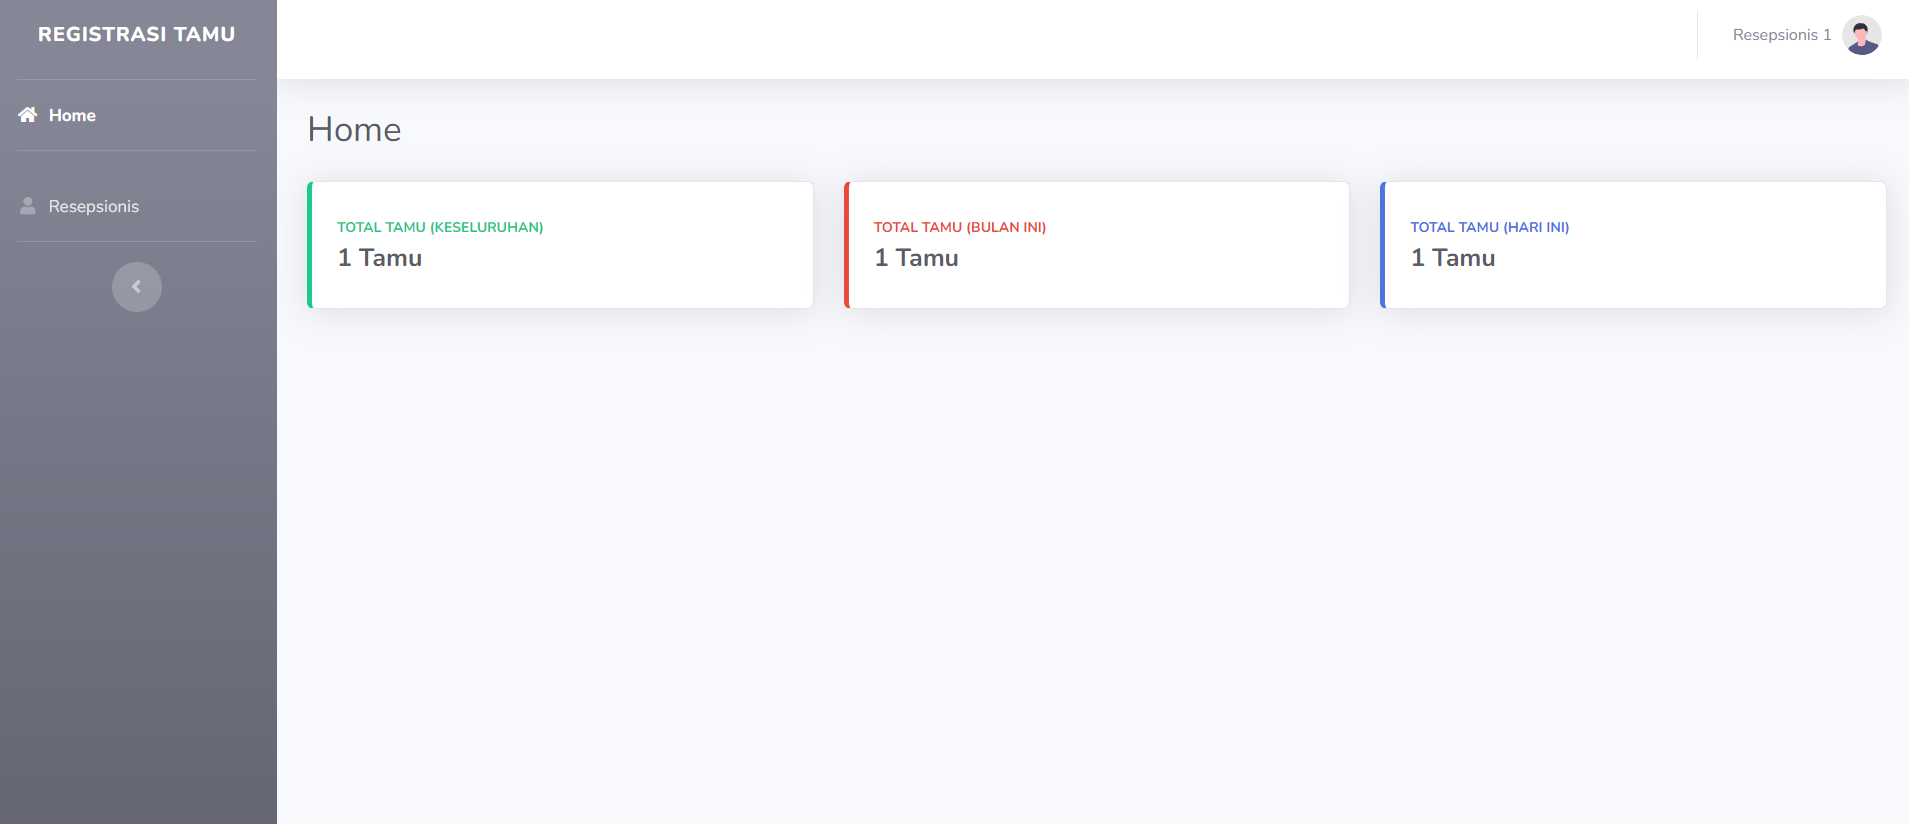 REGISTRASI TAMU
Resepsionis 1
Home
Resepsionis
Home
TOTAL TAMU (KESELURUHAN)
1 Tamu
TOTAL TAMU (BULAN INI)
1 Tamu
TOTAL TAMU (HARI INI)
1 Tamu